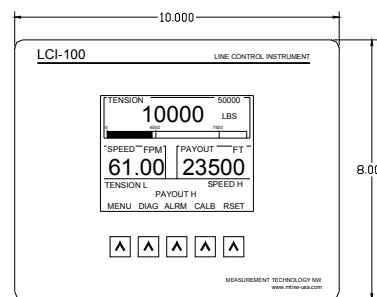 10.000
LCI-100 LINE CONTROL INSTRUMENT
TENSION 50000
10000 LBS
0 4500 7500
SPEED FPM PAYOUT FT
61.00 23500
TENSION L SPEED H
PAYOUT H
MENU DIAG ALRM CALB RSET
8.00
MEASUREMENT TECHNOLOGY NW
www.mtnw-usa.com